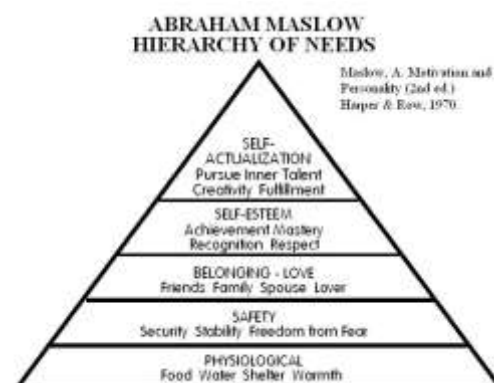 ABRAHAM MASLOW
HIERARCHY OF NEEDS
Maslow, A. Motivation and
Personality (2nd ed.)
Harper & Row, 1970.
SELF-
ACTUALIZATION
Pursue Inner Talent
Creativity Fulfillment
SELF-ESTEEM
Achievement Mastery
Recognition Respect
BELONGING - LOVE
Friends Family Spouse Lover
SAFETY
Security Stability Freedom from Fear
PHYSIOLOGICAL
Food Water Shelter Warmth